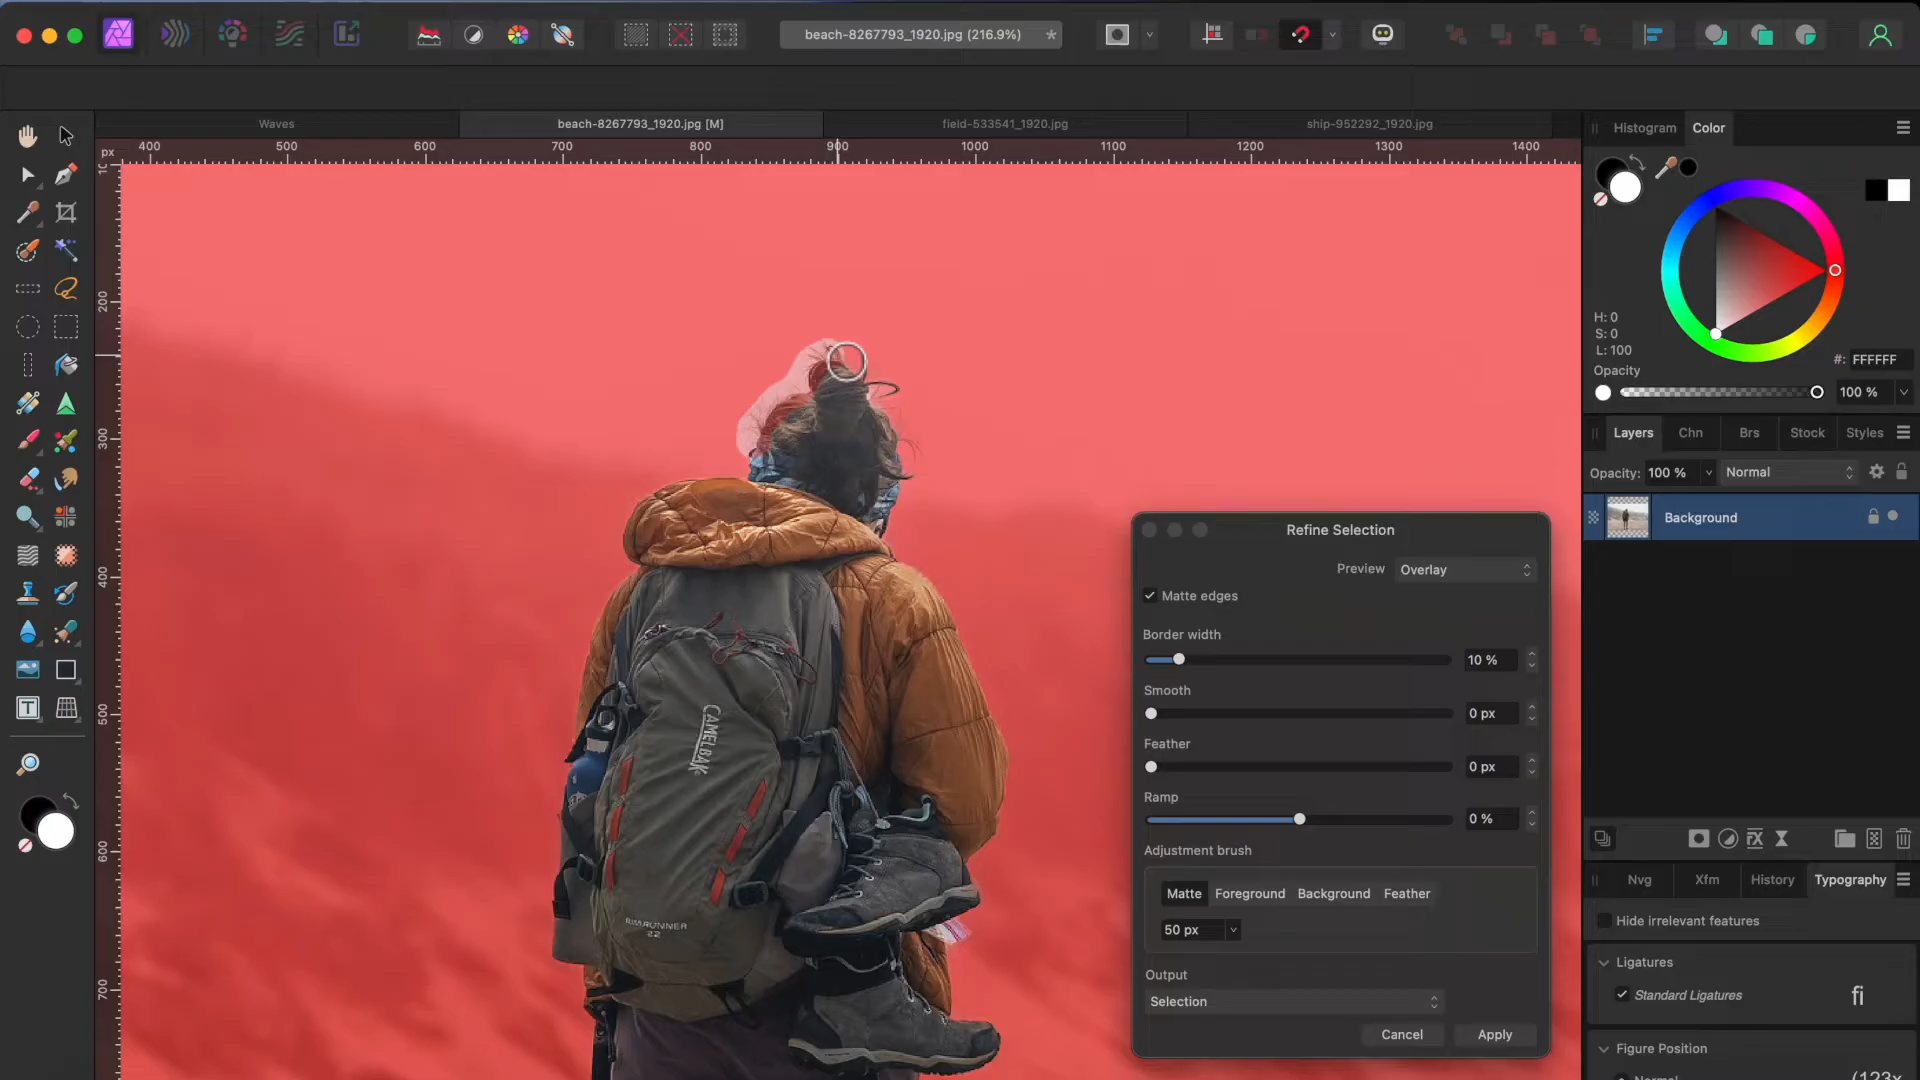 beach-8267793_1920.jpg (216.9%)
*
Waves
beach-8267793_1920.jpg [M]
field-533541_1920.jpg
ship-952292_1920.jpg
px
400
500
600
700
800
900
1000
1100
1200
1300
1400
200
300
400
500
600
700
CAMELBAK
RIMRUNNER
22
Refine Selection
Preview
Overlay
Matte edges
Border width
10 %
Smooth
0 px
Feather
0 px
Ramp
0 %
Adjustment brush
Matte
Foreground
Background
Feather
50 px
Output
Selection
Cancel
Apply
Histogram
Color
H: 0
S: 0
L: 100
#:
FFFFFF
Opacity
100 %
Layers
Chn
Brs
Stock
Styles
Opacity:
100 %
Normal
Background
Nvg
Xfm
History
Typography
Hide irrelevant features
Ligatures
Standard Ligatures
fi
Figure Position
Normal
(123x